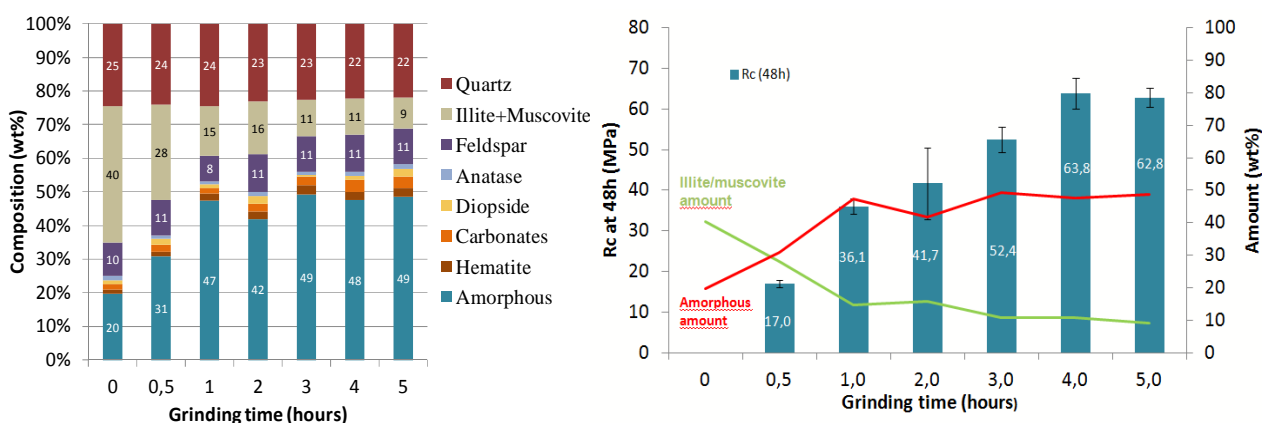 100%
90%
80%
70%
60%
50%
40%
30%
20%
10%
0%
Composition (wt%)
25 24 24 23 23 22 22
40 28 15 16 11 11 9
10 11 8 11 11 11 11
20 31 47 42 49 48 49
0 0,5 1 2 3 4 5
Grinding time (hours)
Quartz
Illite+Muscovite
Feldspar
Anatase
Diopside
Carbonates
Hematite
Amorphous
80
70
60
50
40
30
20
10
0
Rc at 48h (MPa)
Rc (48h)
Illite/muscovite
amount
Amorphous
amount
17,0 36,1 41,7 52,4 63,8 62,8
0 0,5 1,0 2,0 3,0 4,0 5,0
Grinding time (hours)
100
90
80
70
60
50
40
30
20
10
0
Amount (wt%)